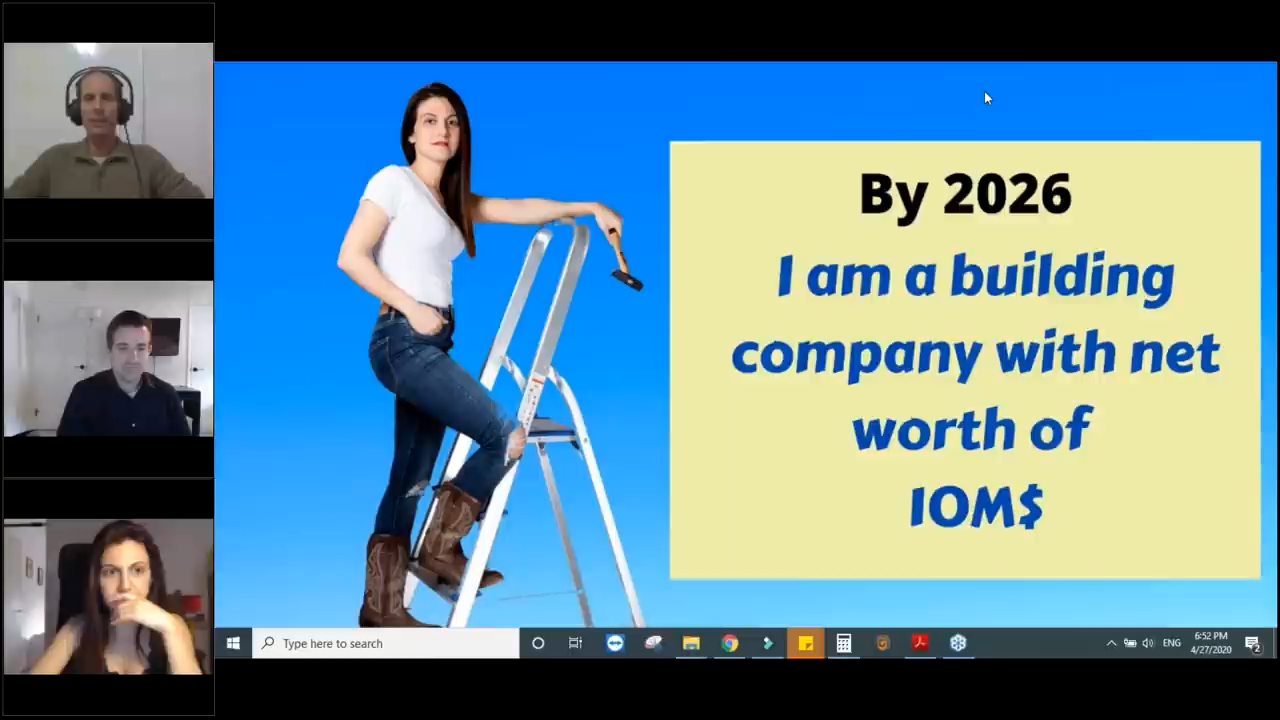 By 2026
I am a building
company with net
worth of
10M$
Type here to search
ENG
6:52 PM
4/27/2020
2